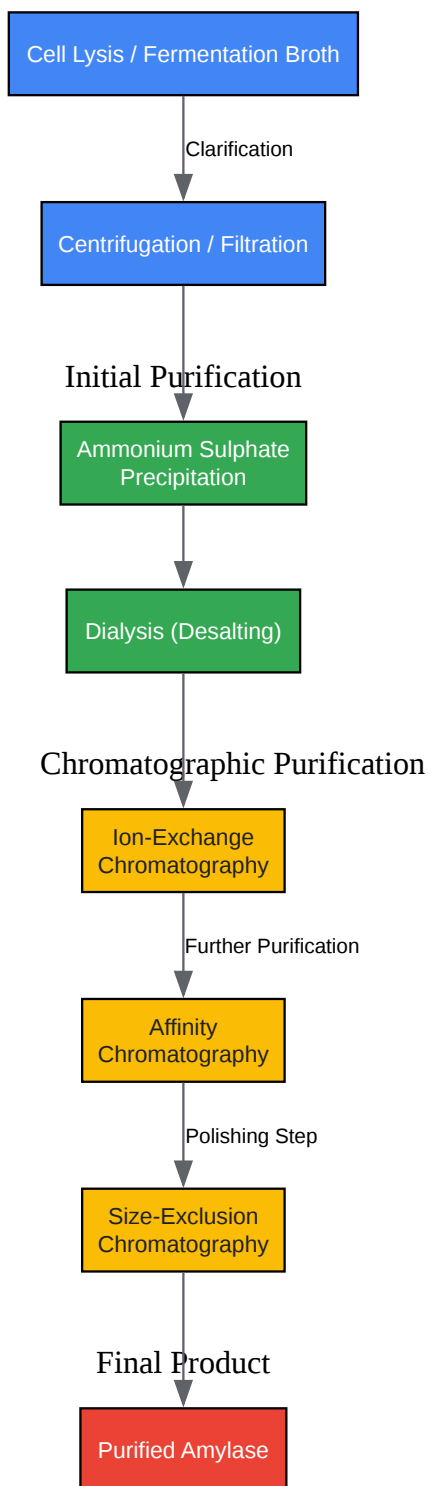 Cell Lysis / Fermentation Broth
Clarification
Centrifugation / Filtration
Initial Purification
Ammonium Sulphate
Precipitation
Dialysis (Desalting)
Chromatographic Purification
Ion-Exchange
Chromatography
Further Purification
Affinity
Chromatography
Polishing Step
Size-Exclusion
Chromatography
Final Product
Purified Amylase